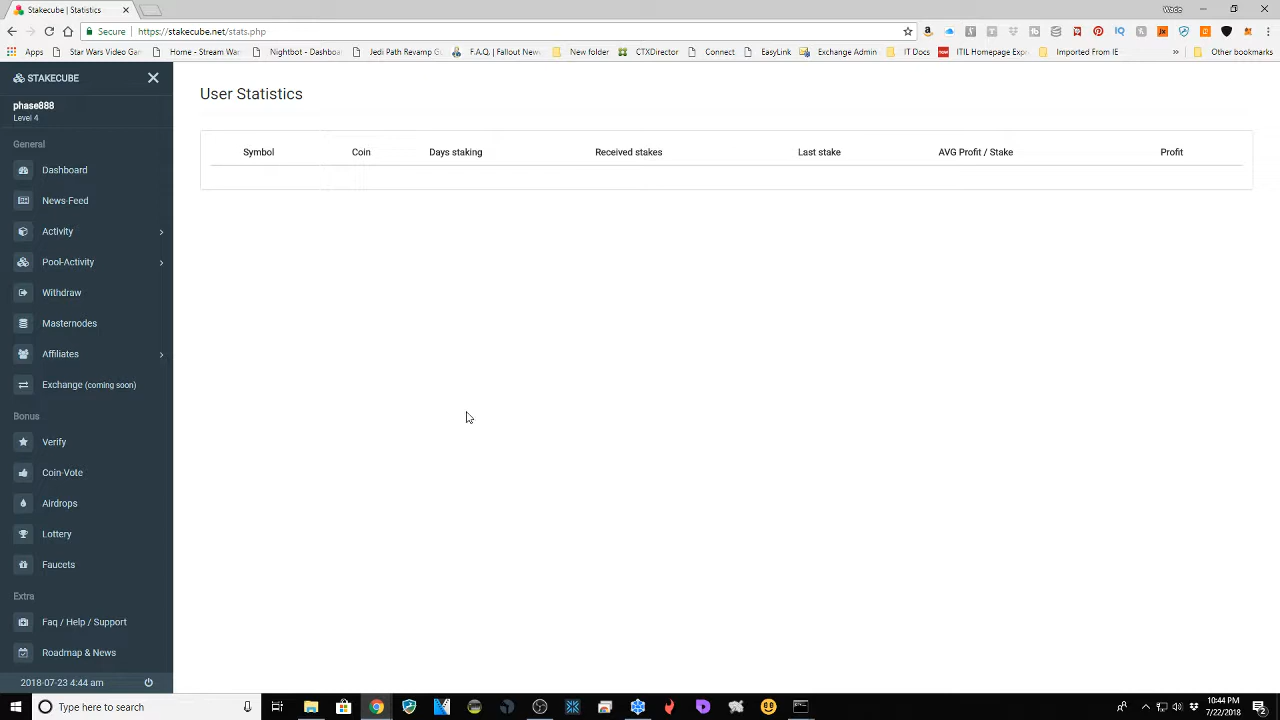 Stakecube | Statistics
Wade
Secure | https://stakecube.net/stats.php
Apps Star Wars Video Gam Home - Stream War Nightbot - Dashboa Jedi Path Revamp C F.A.Q. | Fallout New New folder CTXDirector Connect EasyLink Exchange Admin IT Docs ITIL Homepage Exp Imported From IE » Other bookmarks
STAKECUBE
phase888
Level 4
General
Dashboard
News-Feed
Activity
Pool-Activity
Withdraw
Masternodes
Affiliates
Exchange (coming soon)
Bonus
Verify
Coin-Vote
Airdrops
Lottery
Faucets
Extra
Faq / Help / Support
Roadmap & News
2018-07-23 4:44 am
User Statistics
Symbol Coin Days staking Received stakes Last stake AVG Profit / Stake Profit
Type here to search
10:44 PM
7/22/2018
2